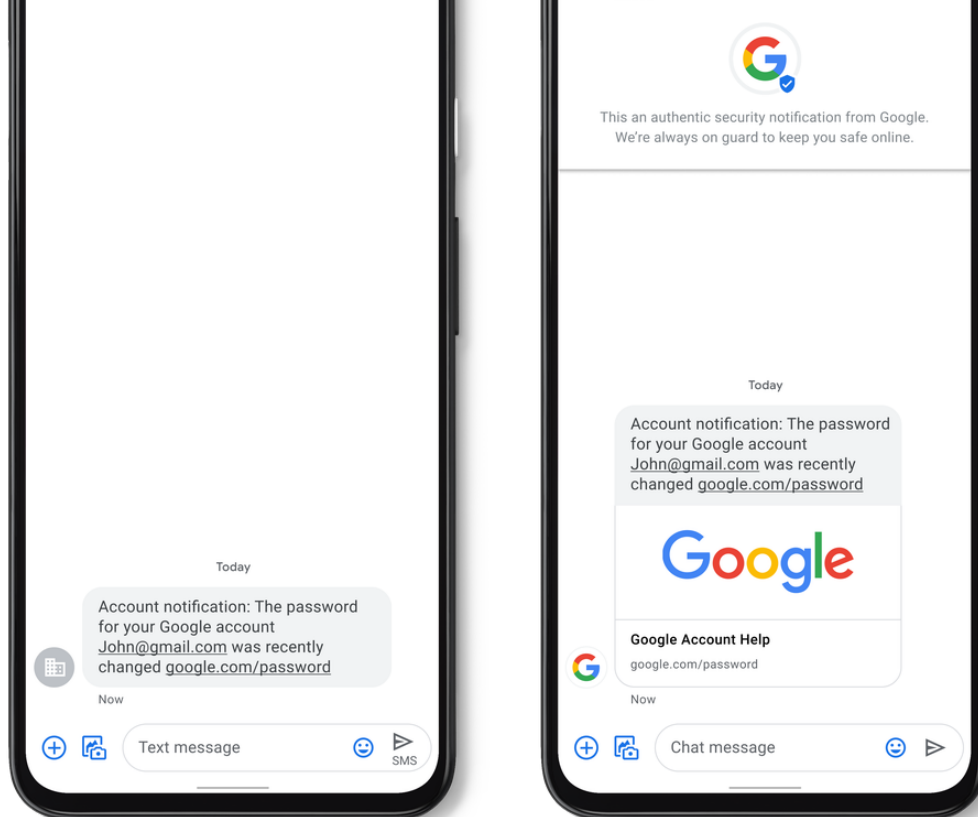 Today
Account notification: The password
for your Google account
John@gmail.com was recently
changed google.com/password
Now
Text message
SMS
This an authentic security notification from Google.
We're always on guard to keep you safe online.
Today
Account notification: The password
for your Google account
John@gmail.com was recently
changed google.com/password
Google
Google Account Help
google.com/password
Now
Chat message